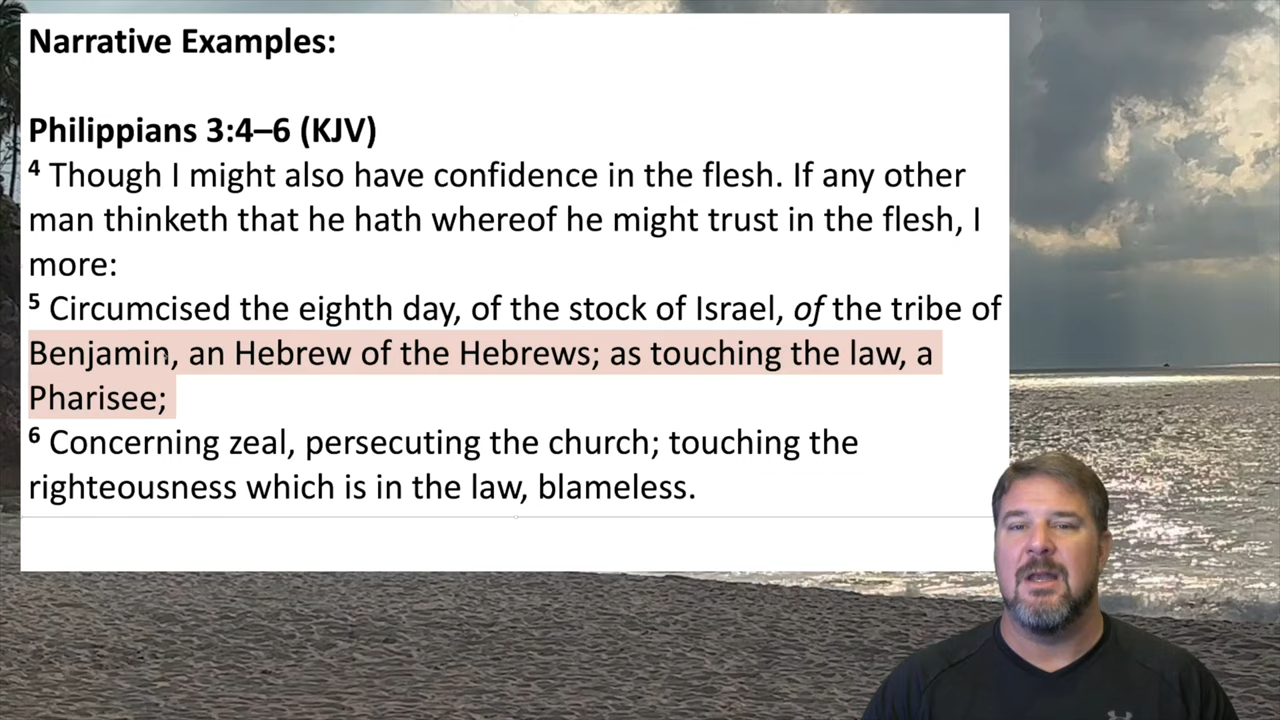 Narrative Examples:
Philippians 3:4–6 (KJV)
4 Though I might also have confidence in the flesh. If any other
man thinketh that he hath whereof he might trust in the flesh, I
more:
5 Circumcised the eighth day, of the stock of Israel, of the tribe of
Benjamin, an Hebrew of the Hebrews; as touching the law, a
Pharisee;
6 Concerning zeal, persecuting the church; touching the
righteousness which is in the law, blameless.